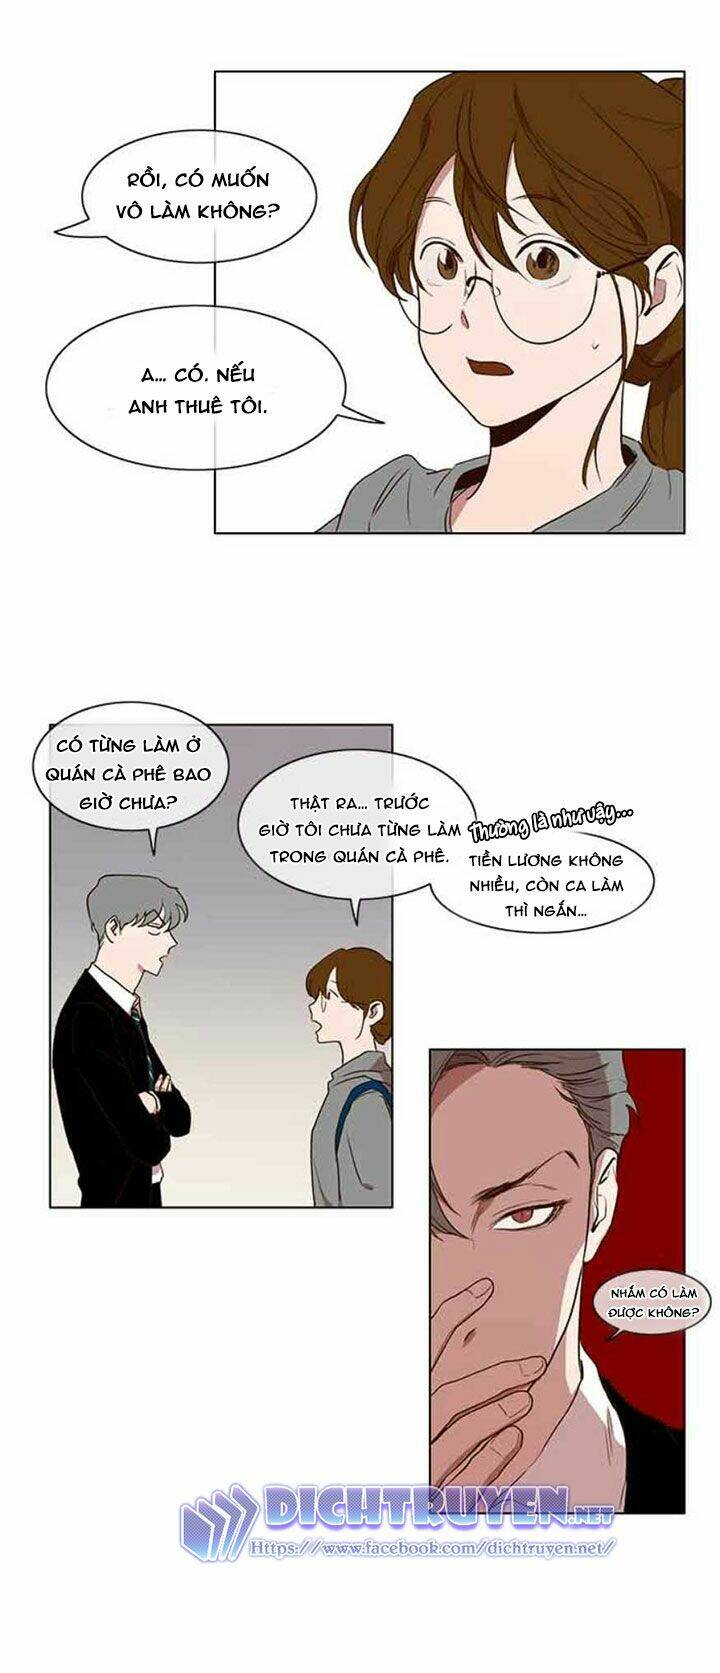 RỒI, CÓ MUỐN
VÔ LÀM KHÔNG?
A... CÓ. NẾU
ANH THUÊ TÔI.
CÓ TỪNG LÀM Ở
QUÁN CÀ PHÊ BAO
GIỜ CHƯA?
THẬT RA... TRƯỚC
GIỜ TÔI CHƯA TỪNG LÀM
TRONG QUÁN CÀ PHÊ.
Thường là như vậy...
TIỀN LƯƠNG KHÔNG
NHIỀU, CÒN CA LÀM
THÌ NGẮN...
NHẮM CÓ LÀM
ĐƯỢC KHÔNG?
DICHTRUYEN.NET
Https://www.facebook.com/dichtruyen.net/